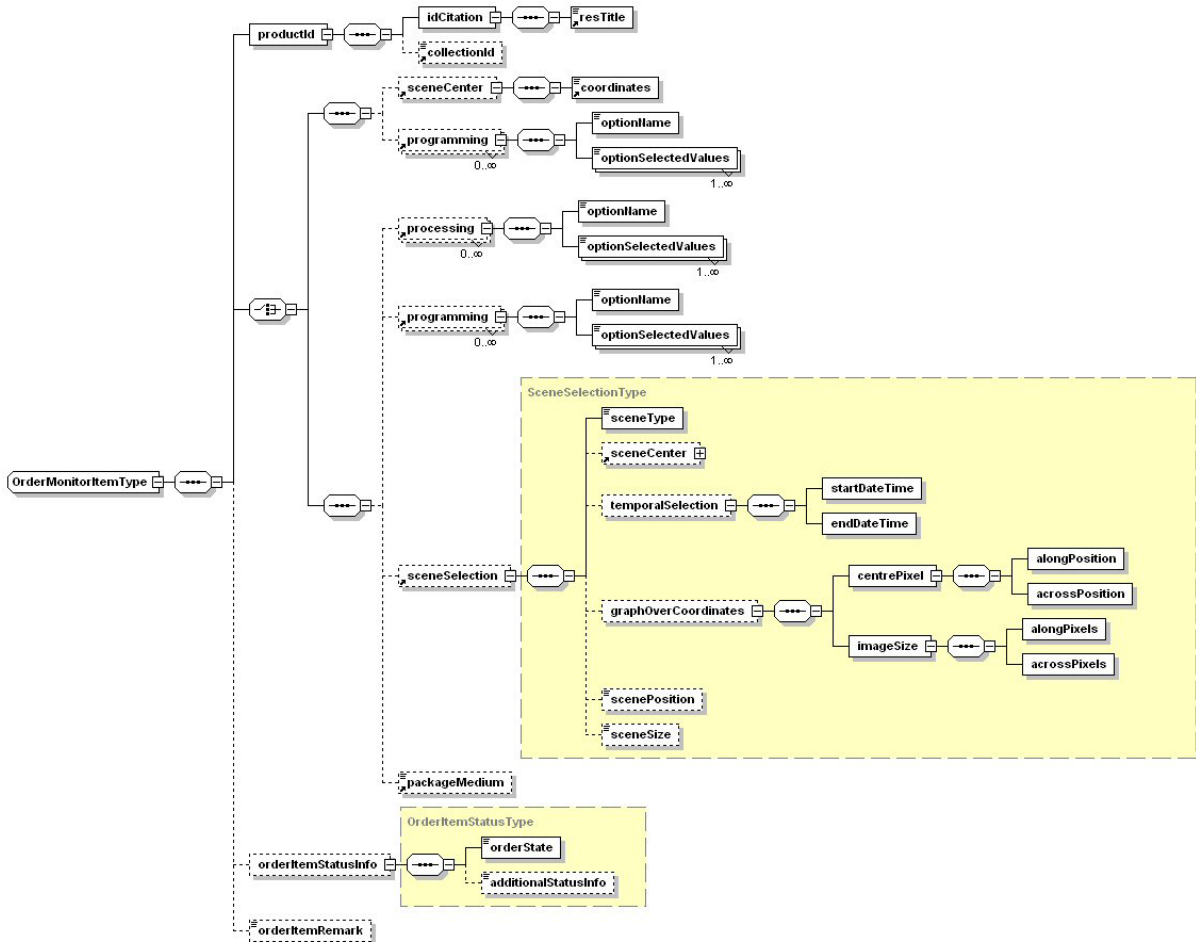 productId
idCitation
resTitle
collectionId
sceneCenter
coordinates
programming
0..∞
optionName
optionSelectedValues
1..∞
processing
0..∞
optionName
optionSelectedValues
1..∞
programming
0..∞
optionName
optionSelectedValues
1..∞
SceneSelectionType
sceneType
sceneCenter
OrderMonitorItemType
temporalSelection
startDateTime
endDateTime
sceneSelection
graphOverCoordinates
centrePixel
alongPosition
acrossPosition
imageSize
alongPixels
acrossPixels
scenePosition
sceneSize
packageMedium
OrderItemStatusType
orderItemStatusInfo
orderState
additionalStatusInfo
orderItemRemark